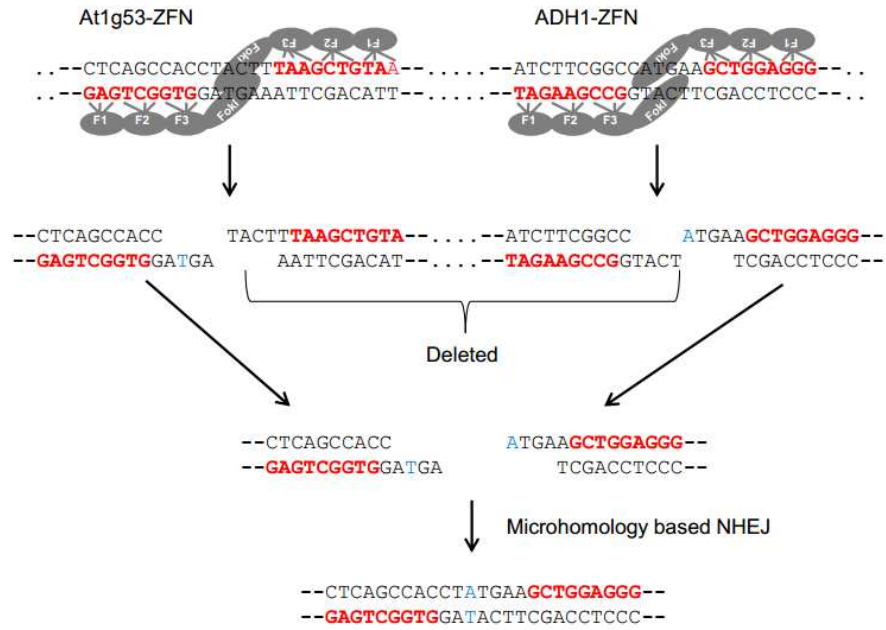 At1g53-ZFN ADH1-ZFN
FokI F3 F2 F1 FokI F3 F2 F1
..--CTCAGCCACCTACTTTAAGCTGTAA-- ..... --ATCTTCGGCCATGAAGCTGGAGGG--..
..--GAGTCGGTGGATGAAATTCGACATT-- ..... --TAGAAGCCGGTACTTCGACCTCCC--..
F1 F2 F3 FokI F1 F2 F3 FokI
--CTCAGCCACC TACTTTAAGCTGTA--....--ATCTTCGGCC ATGAAGCTGGAGGG--
--GAGTCGGTGGATGA AATTCGACAT--....--TAGAAGCCGGTACT TCGACCTCCC--
Deleted
--CTCAGCCACC ATGAAGCTGGAGGG--
--GAGTCGGTGGATGA TCGACCTCCC--
Microhomology based NHEJ
--CTCAGCCACCTATGAAGCTGGAGGG--
--GAGTCGGTGGATACTTCGACCTCCC--